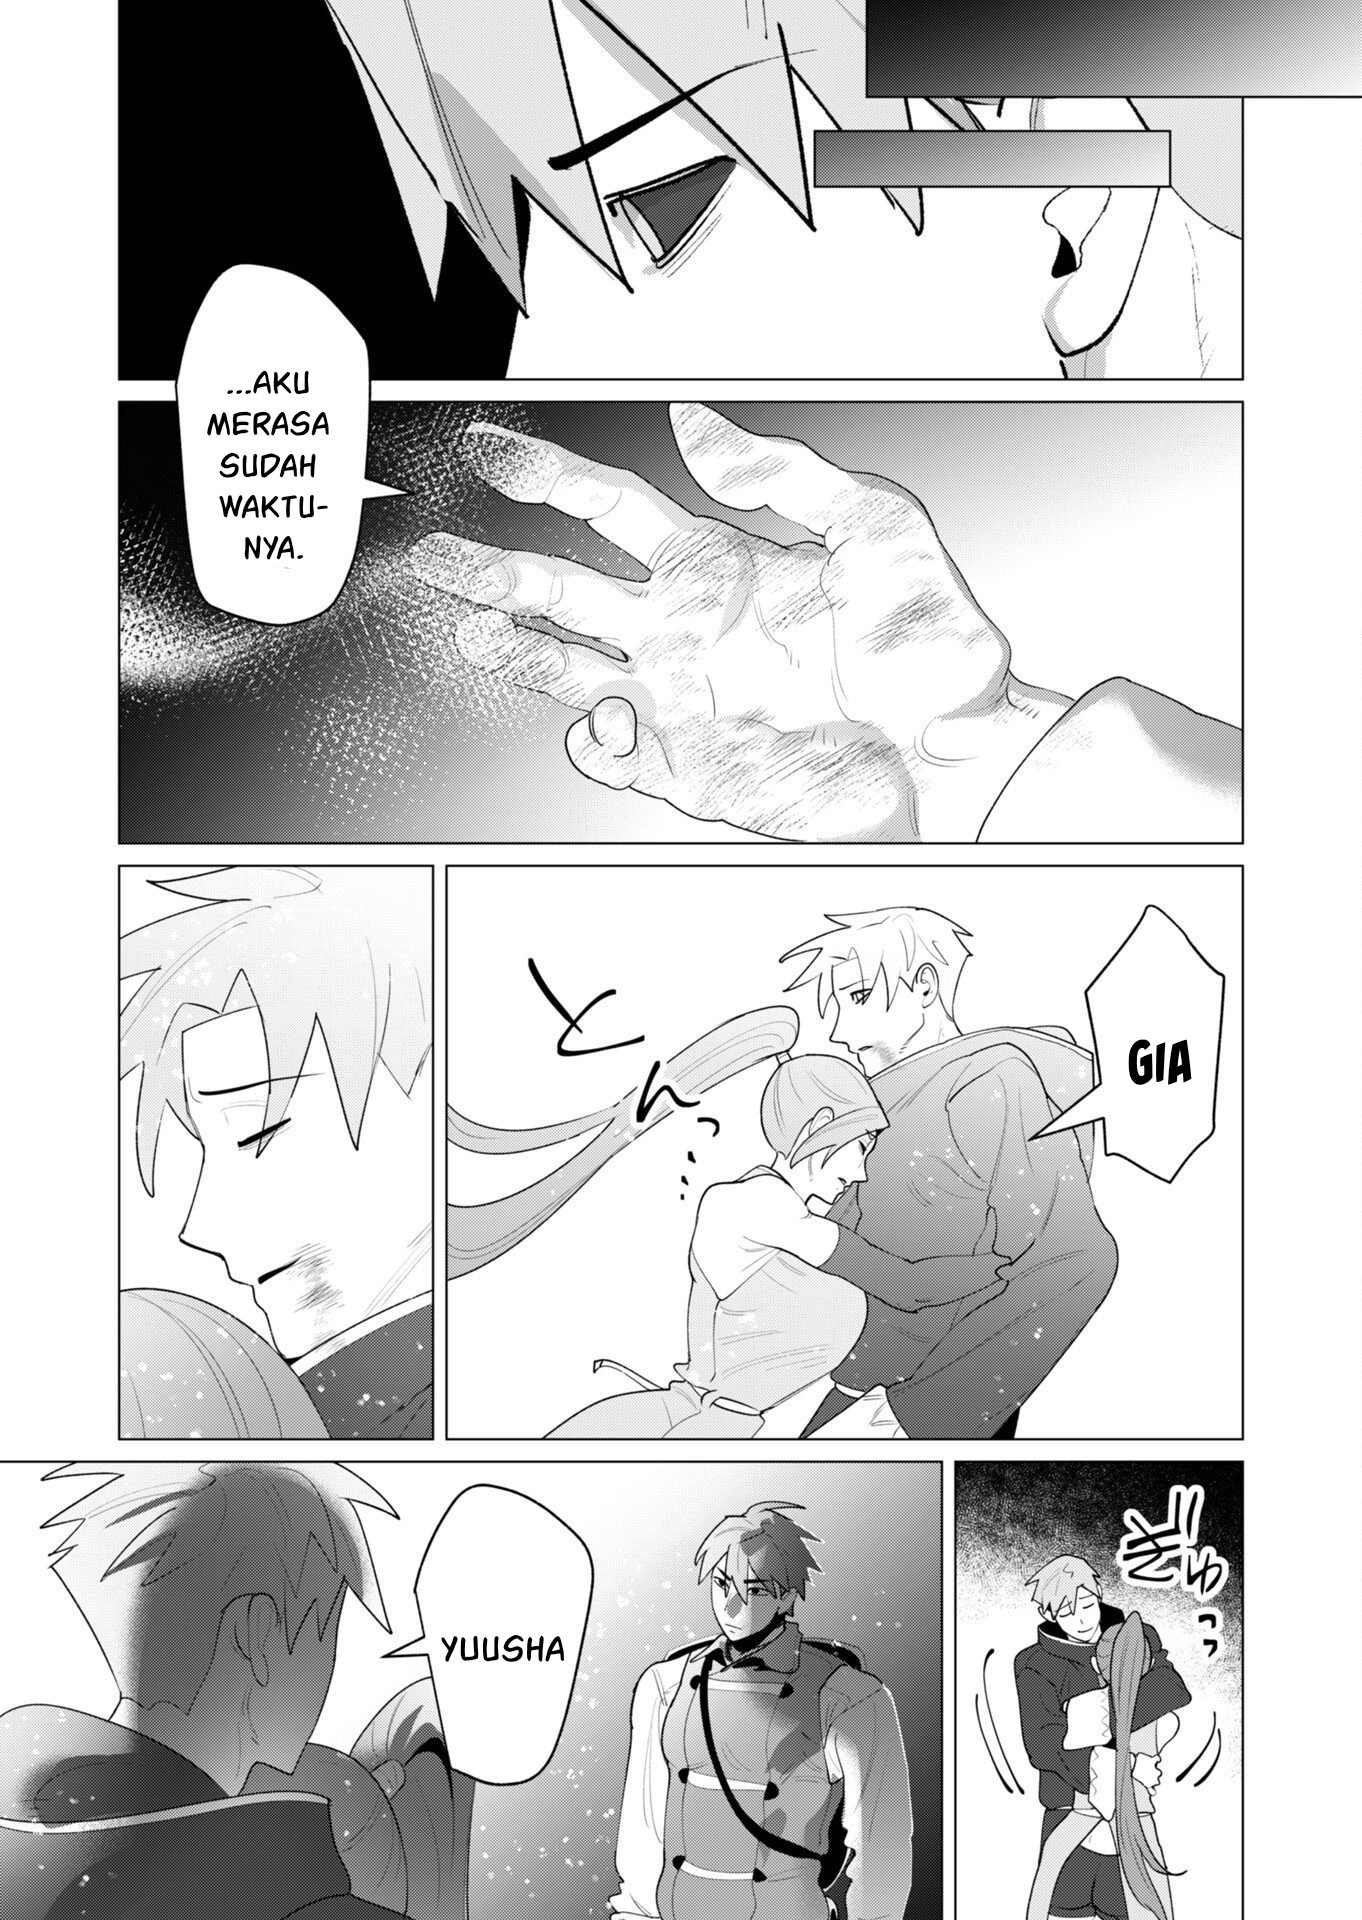 ...AKU
MERASA
SUDAH
WAKTU-
NYA.
GIA
とんっ
ぎゅっ
YUUSHA